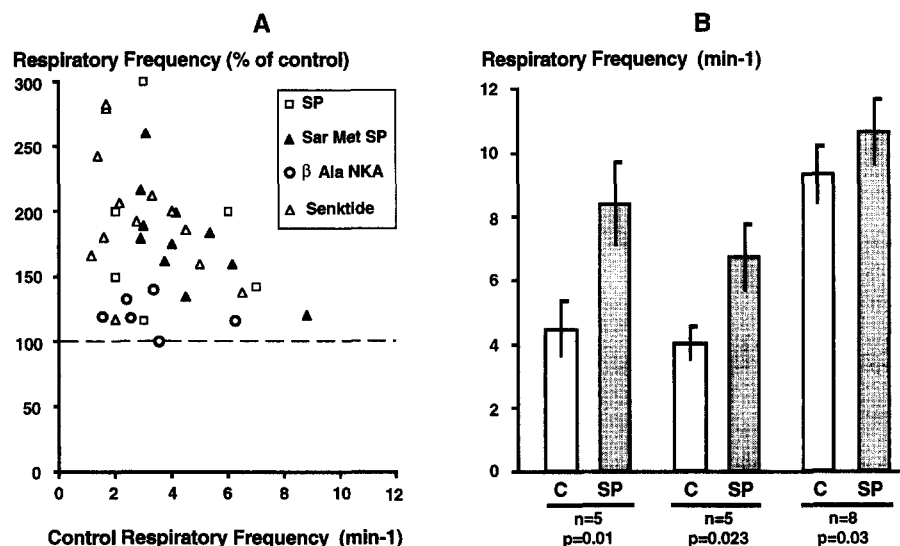 A
Respiratory Frequency (% of control)
300
250
200
150
100
50
0
0 2 4 6 8 10 12
Control Respiratory Frequency (min-1)
SP
Sar Met SP
β Ala NKA
Senktide
B
Respiratory Frequency (min-1)
12
10
8
6
4
2
0
C SP C SP C SP
n=5 n=5 n=8
p=0.01 p=0.023 p=0.03